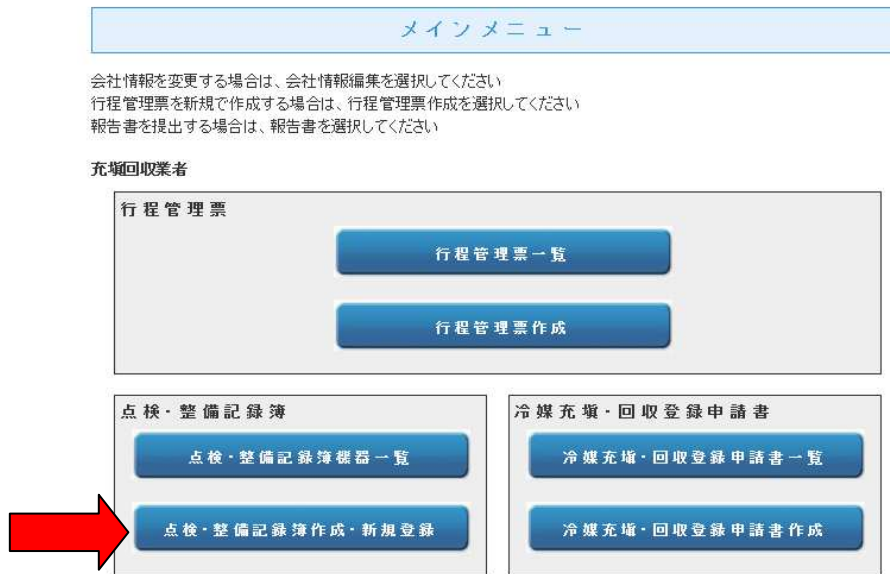 メインメニュー
会社情報を変更する場合は、会社情報編集を選択してください
行程管理票を新規で作成する場合は、行程管理票作成を選択してください
報告書を提出する場合は、報告書を選択してください
充塡回収業者
行程管理票
行程管理票一覧
行程管理票作成
点検・整備記録簿
点検・整備記録簿機器一覧
点検・整備記録簿作成・新規登録
冷媒充塡・回収登録申請書
冷媒充塡・回収登録申請書一覧
冷媒充塡・回収登録申請書作成